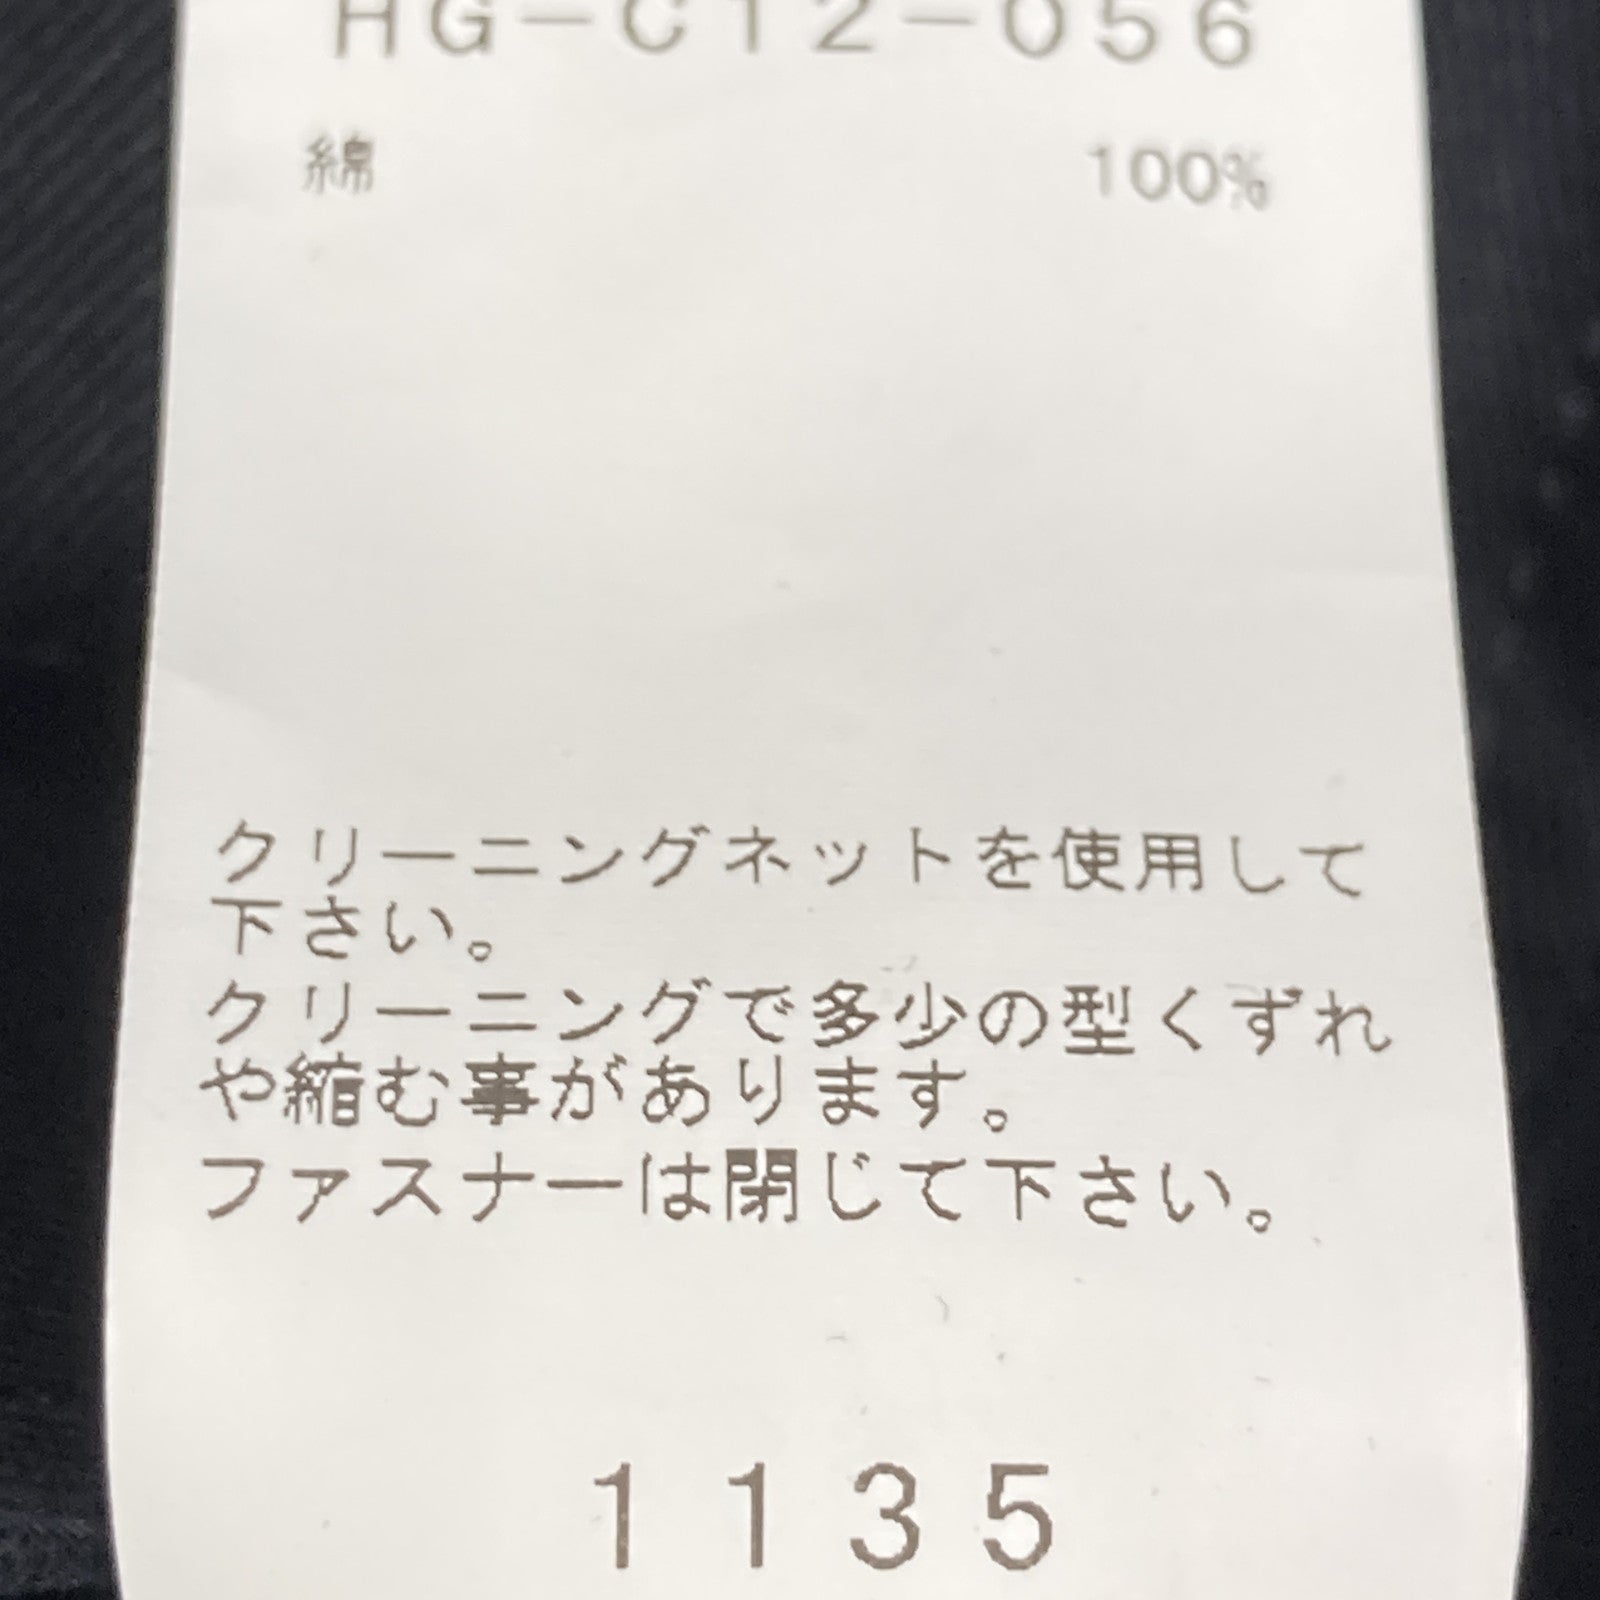 HG-C12-056
綿 100%
クリーニングネットを使用して
下さい。
クリーニングで多少の型くずれ
や縮む事があります。
ファスナーは閉じて下さい。
1135